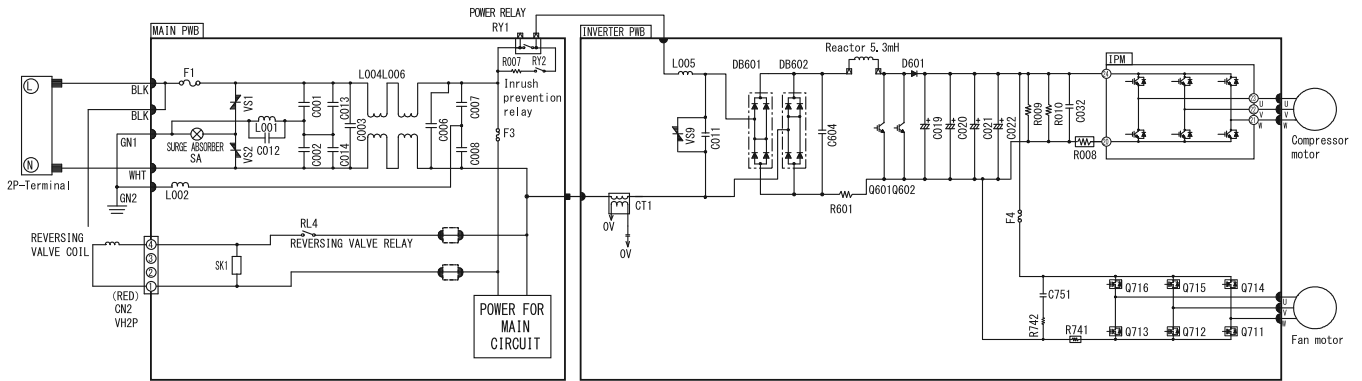 POWER RELAY
RY1
MAIN PWB
INVERTER PWB
Reactor 5.3mH
F1
L004L006
R007
RY2
L005
DB601
DB602
D601
IPM
L
BLK
BLK
VS1
C001
C013
C003
C007
C006
Inrush
prevention
relay
F3
L001
C012
GN1
SURGE ABSORBER
SA
VS2
C002
C014
C008
VS9
C011
C604
C019
C020
C021
C022
R009
R010
C032
R008
U
V
W
Compressor
motor
N
2P-Terminal
WHT
GN2
L002
CT1
0V
0V
R601
Q601Q602
F4
REVERSING
VALVE COIL
RL4
REVERSING VALVE RELAY
SK1
4
3
2
1
(RED)
CN2
VH2P
POWER FOR
MAIN
CIRCUIT
C751
R742
R741
Q716
Q715
Q714
Q713
Q712
Q711
U
V
W
Fan motor